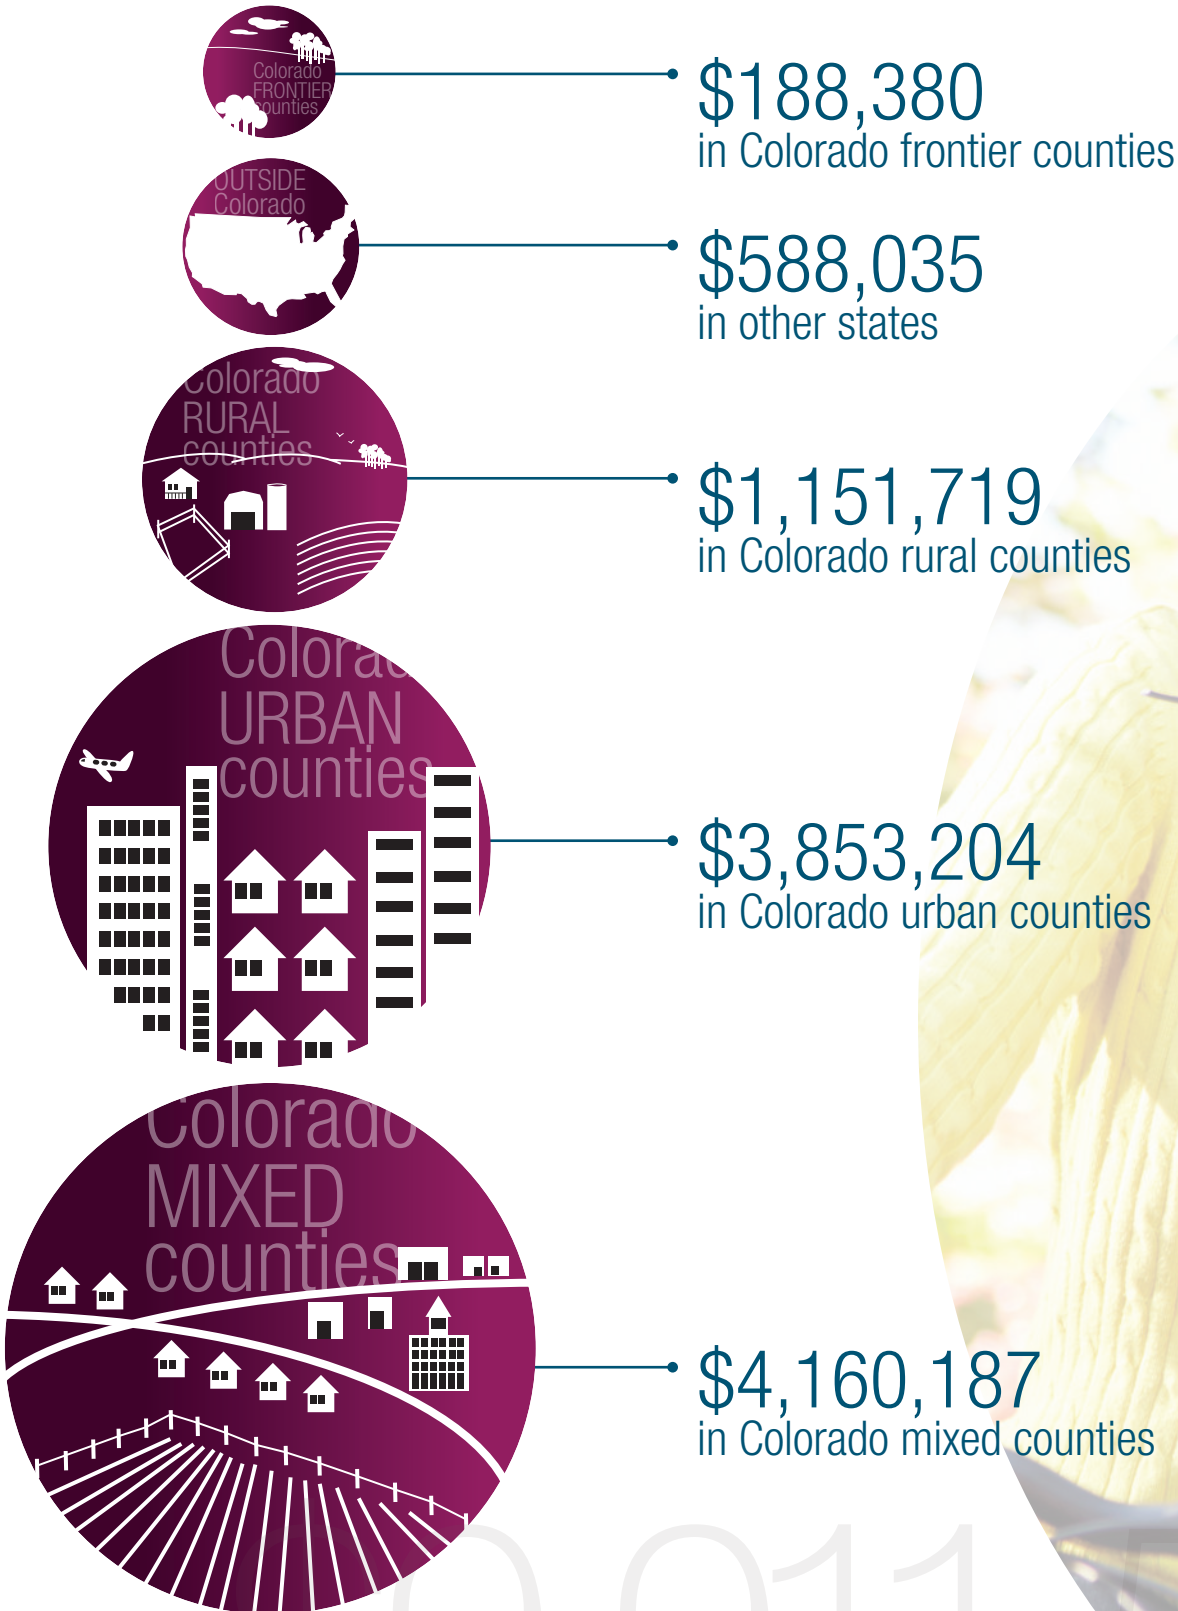 Colorado
FRONTIER
counties
$188,380
in Colorado frontier counties
OUTSIDE
Colorado
$588,035
in other states
Colorado
RURAL
counties
$1,151,719
in Colorado rural counties
Colorado
URBAN
counties
$3,853,204
in Colorado urban counties
Colorado
MIXED
counties
$4,160,187
in Colorado mixed counties